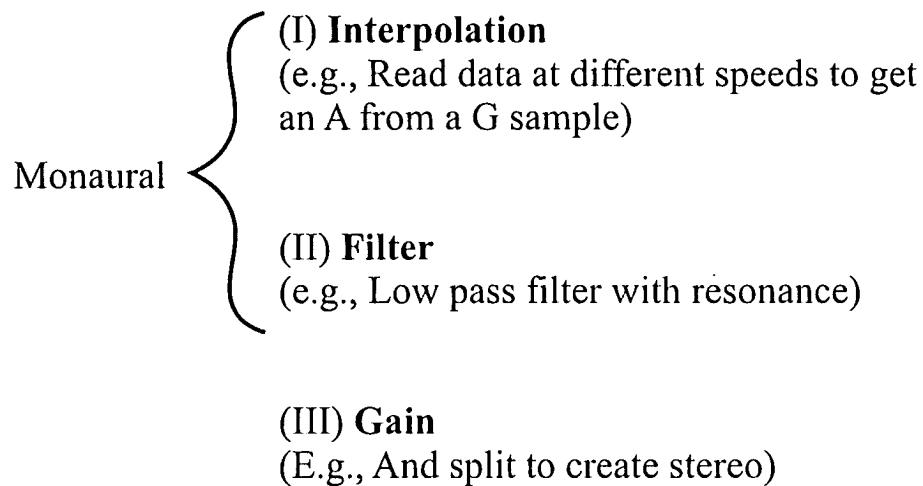 (I) Interpolation
(e.g., Read data at different speeds to get
an A from a G sample)
Monaural
(II) Filter
(e.g., Low pass filter with resonance)
(III) Gain
(E.g., And split to create stereo)